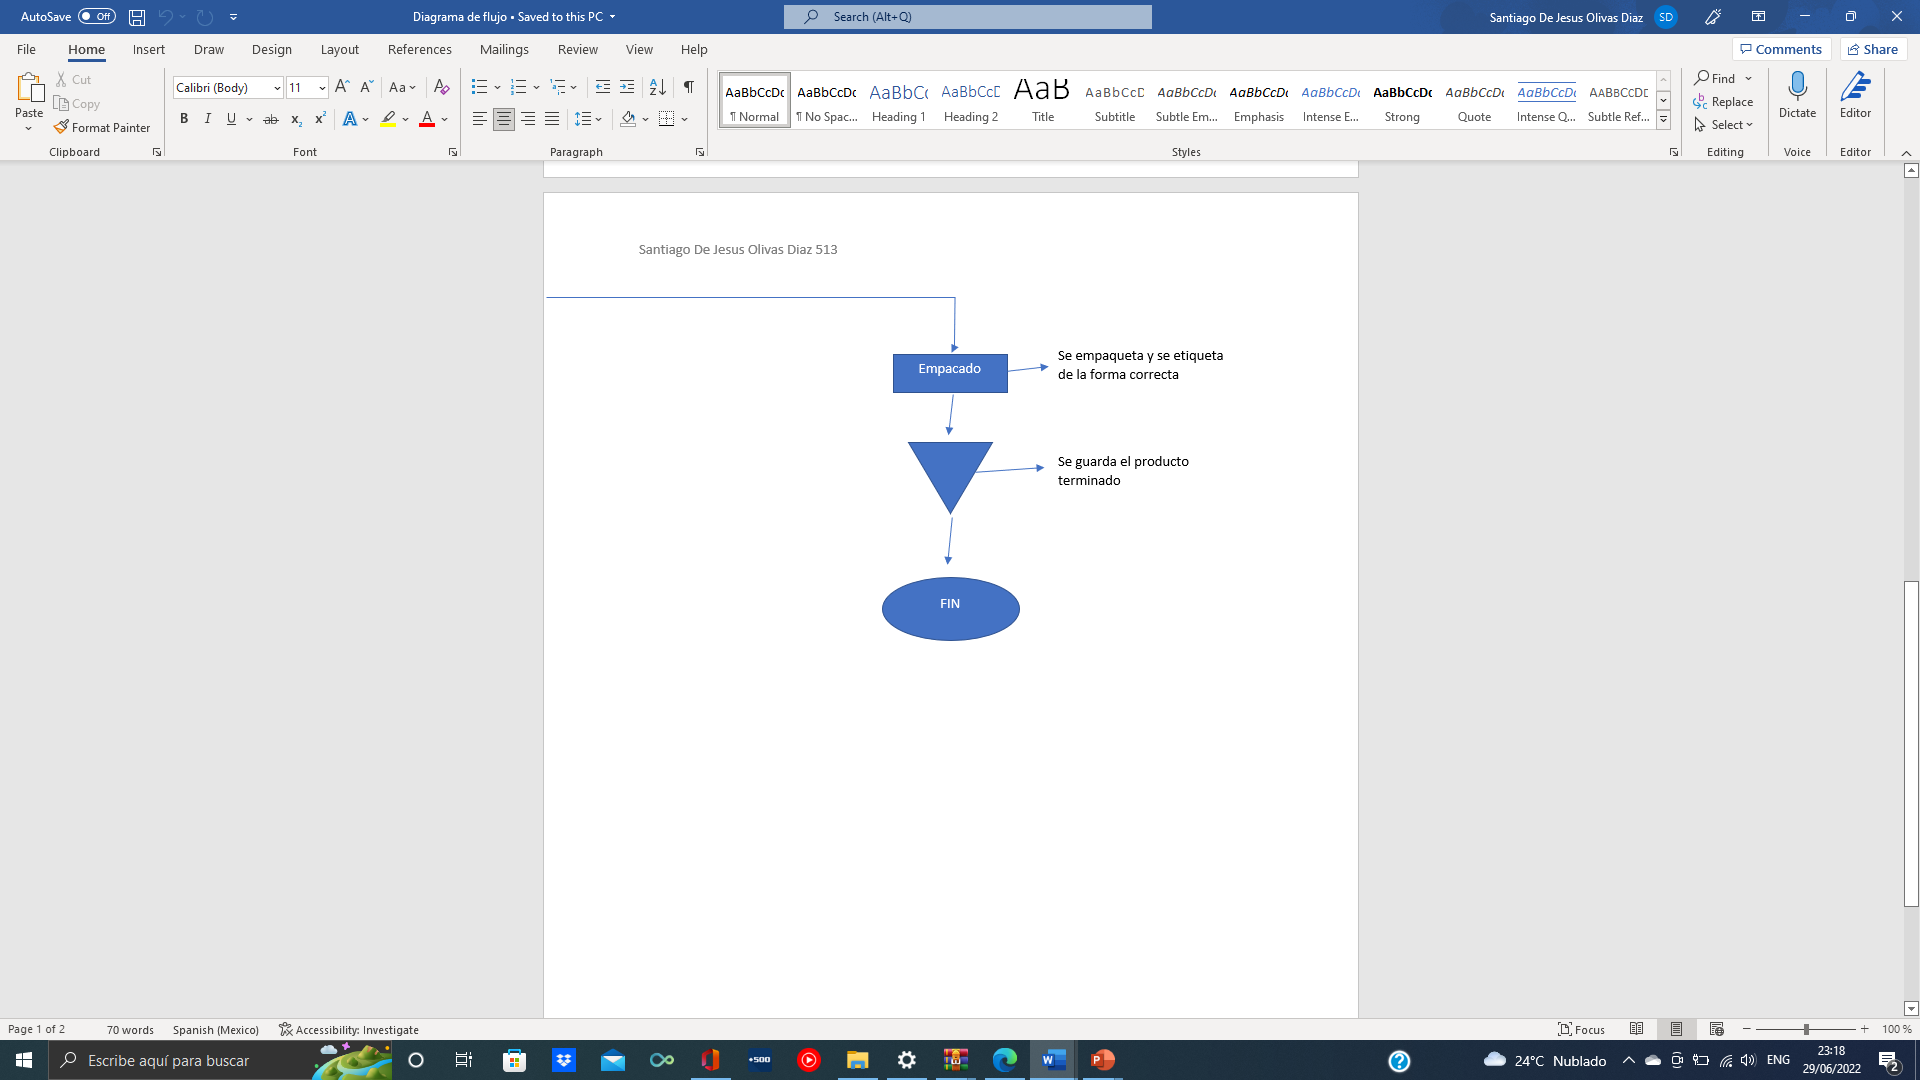 AutoSave Off
Diagrama de flujo • Saved to this PC
Search (Alt+Q)
Santiago De Jesus Olivas Diaz SD
File Home Insert Draw Design Layout References Mailings Review View Help
Comments Share
Paste
Cut
Copy
Format Painter
Clipboard
Calibri (Body) 11
Font
Paragraph
AaBbCcDc AaBbCcDc AaBbCc AaBbCcD AaB AaBbCcD AaBbCcDc AaBbCcDc AaBbCcDc AaBbCcDc AaBbCcDc AaBbCcDc AABBCCDD
¶ Normal ¶ No Spac... Heading 1 Heading 2 Title Subtitle Subtle Em... Emphasis Intense E... Strong Quote Intense Q... Subtle Ref...
Styles
Find
Replace
Select
Editing
Dictate
Voice
Editor
Editor
Santiago De Jesus Olivas Diaz 513
Empacado
Se empaqueta y se etiqueta
de la forma correcta
Se guarda el producto
terminado
FIN
Page 1 of 2 70 words Spanish (Mexico) Accessibility: Investigate
Focus 100 %
Escribe aquí para buscar
+500
24°C Nublado
ENG
23:18
29/06/2022
2